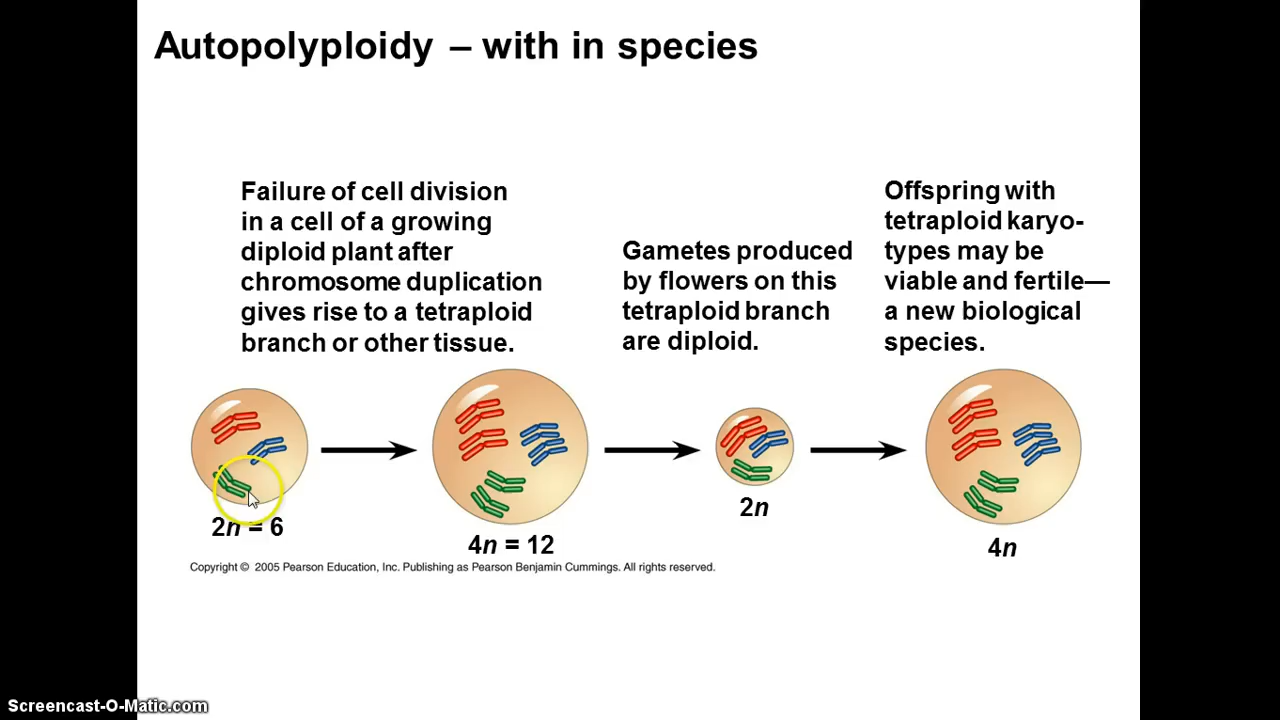 Autopolyploidy – with in species
Failure of cell division
in a cell of a growing
diploid plant after
chromosome duplication
gives rise to a tetraploid
branch or other tissue.
Gametes produced
by flowers on this
tetraploid branch
are diploid.
Offspring with
tetraploid karyo-
types may be
viable and fertile—
a new biological
species.
2n = 6
4n = 12
2n
4n
Copyright © 2005 Pearson Education, Inc. Publishing as Pearson Benjamin Cummings. All rights reserved.
Screencast-O-Matic.com